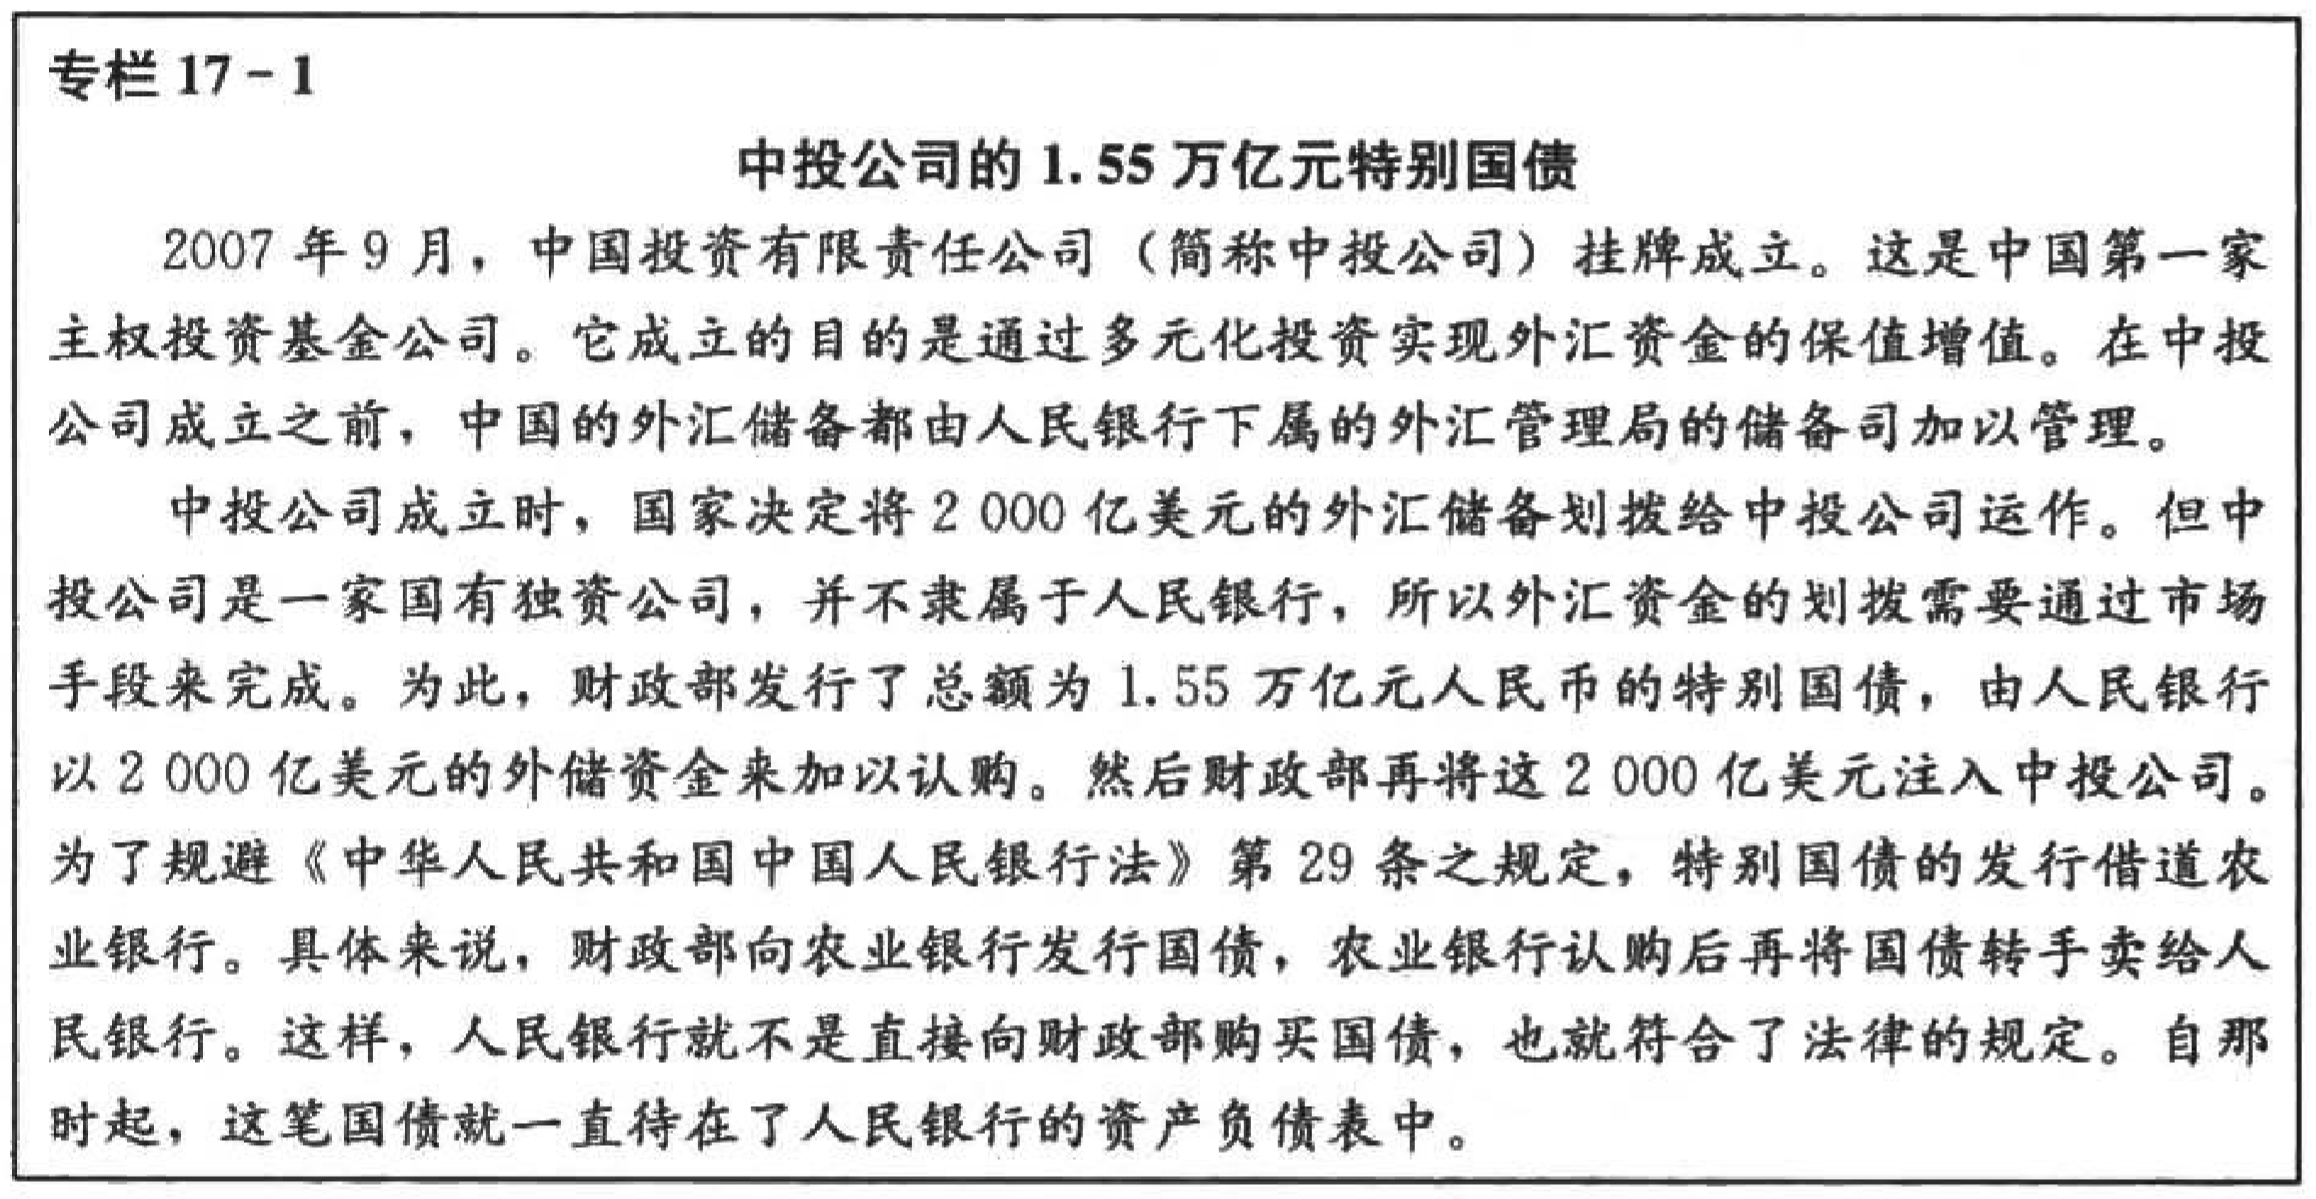 专栏 17-1
中投公司的 1.55 万亿元特别国债
2007 年 9 月，中国投资有限责任公司（简称中投公司）挂牌成立。这是中国第一家
主权投资基金公司。它成立的目的是通过多元化投资实现外汇资金的保值增值。在中投
公司成立之前，中国的外汇储备都由人民银行下属的外汇管理局的储备司加以管理。
中投公司成立时，国家决定将 2 000 亿美元的外汇储备划拨给中投公司运作。但中
投公司是一家国有独资公司，并不隶属于人民银行，所以外汇资金的划拨需要通过市场
手段来完成。为此，财政部发行了总额为 1.55 万亿元人民币的特别国债，由人民银行
以 2 000 亿美元的外储资金来加以认购。然后财政部再将这 2 000 亿美元注入中投公司。
为了规避《中华人民共和国中国人民银行法》第 29 条之规定，特别国债的发行借道农
业银行。具体来说，财政部向农业银行发行国债，农业银行认购后再将国债转手卖给人
民银行。这样，人民银行就不是直接向财政部购买国债，也就符合了法律的规定。自那
时起，这笔国债就一直待在了人民银行的资产负债表中。